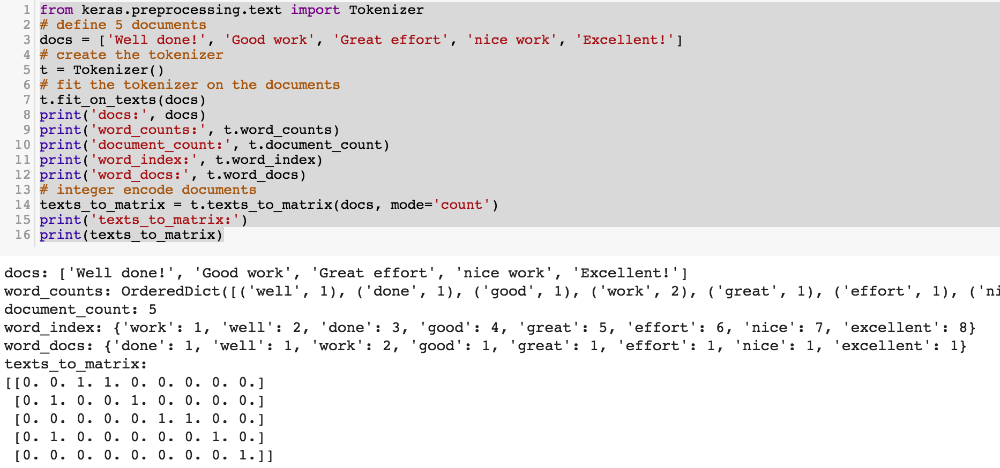 1 from keras.preprocessing.text import Tokenizer
2 # define 5 documents
3 docs = ['Well done!', 'Good work', 'Great effort', 'nice work', 'Excellent!']
4 # create the tokenizer
5 t = Tokenizer()
6 # fit the tokenizer on the documents
7 t.fit_on_texts(docs)
8 print('docs:', docs)
9 print('word_counts:', t.word_counts)
10 print('document_count:', t.document_count)
11 print('word_index:', t.word_index)
12 print('word_docs:', t.word_docs)
13 # integer encode documents
14 texts_to_matrix = t.texts_to_matrix(docs, mode='count')
15 print('texts_to_matrix:')
16 print(texts_to_matrix)
docs: ['Well done!', 'Good work', 'Great effort', 'nice work', 'Excellent!']
word_counts: OrderedDict([('well', 1), ('done', 1), ('good', 1), ('work', 2), ('great', 1), ('effort', 1), ('ni
document_count: 5
word_index: {'work': 1, 'well': 2, 'done': 3, 'good': 4, 'great': 5, 'effort': 6, 'nice': 7, 'excellent': 8}
word_docs: {'done': 1, 'well': 1, 'work': 2, 'good': 1, 'great': 1, 'effort': 1, 'nice': 1, 'excellent': 1}
texts_to_matrix:
[[0. 0. 1. 1. 0. 0. 0. 0. 0.]
[0. 1. 0. 0. 1. 0. 0. 0. 0.]
[0. 0. 0. 0. 0. 1. 1. 0. 0.]
[0. 1. 0. 0. 0. 0. 0. 1. 0.]
[0. 0. 0. 0. 0. 0. 0. 0. 1.]]